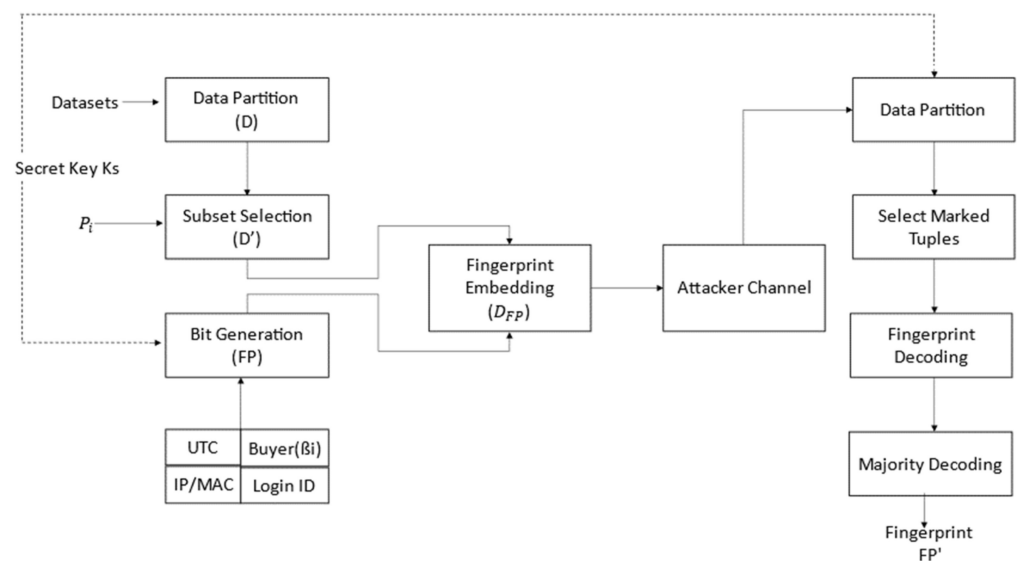 Datasets
Data Partition
(D)
Secret Key Ks
P_i
Subset Selection
(D’)
Bit Generation
(FP)
UTC
Buyer(ßi)
IP/MAC
Login ID
Fingerprint
Embedding
(D_FP)
Attacker Channel
Data Partition
Select Marked
Tuples
Fingerprint
Decoding
Majority Decoding
Fingerprint
FP'